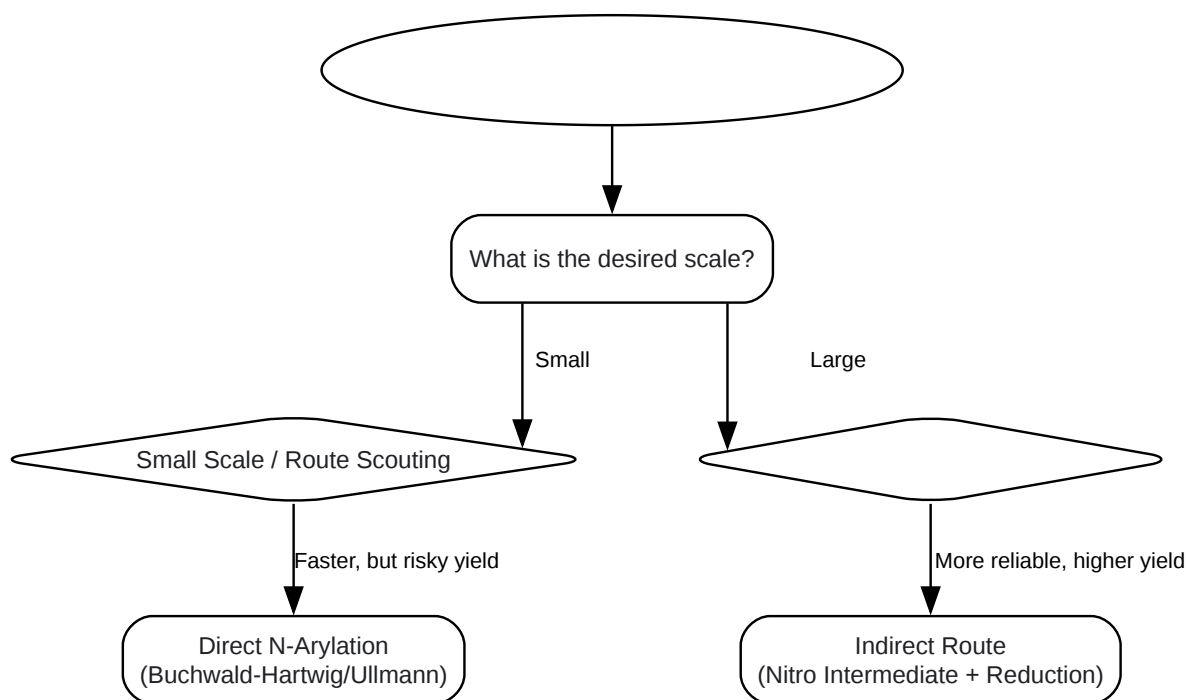 What is the desired scale?
Small
Large
Small Scale / Route Scouting
Faster, but risky yield
More reliable, higher yield
Direct N-Arylation
(Buchwald-Hartwig/Ullmann)
Indirect Route
(Nitro Intermediate + Reduction)